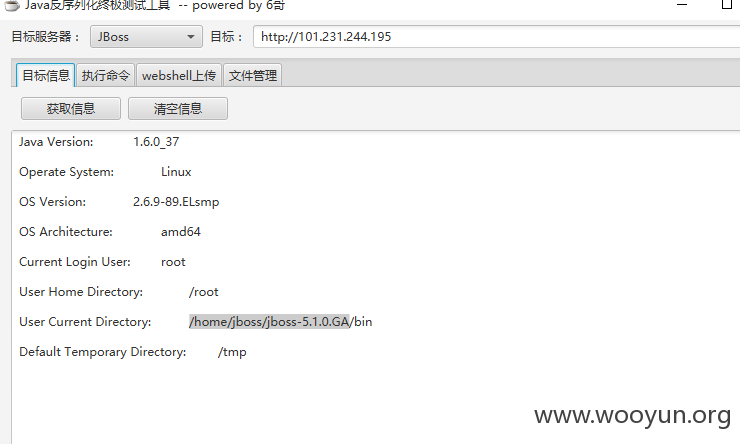 Java反序列化终极测试工具 -- powered by 6哥
目标服务器： JBoss 目标： http://101.231.244.195
目标信息 执行命令 webshell上传 文件管理
获取信息 清空信息
Java Version: 1.6.0_37
Operate System: Linux
OS Version: 2.6.9-89.ELsmp
OS Architecture: amd64
Current Login User: root
User Home Directory: /root
User Current Directory: /home/jboss/jboss-5.1.0.GA/bin
Default Temporary Directory: /tmp
www.wooyun.org